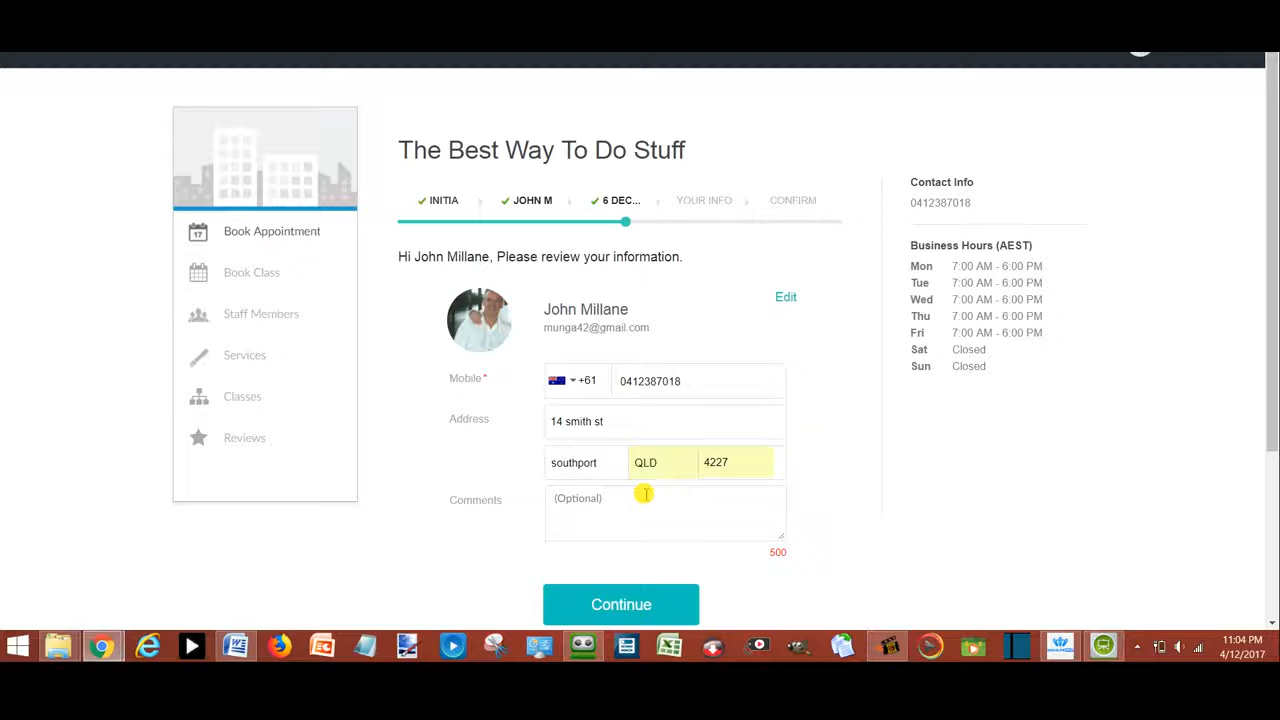 17
Book Appointment
Book Class
Staff Members
Services
Classes
Reviews
The Best Way To Do Stuff
INITIA
JOHN M
6 DEC...
YOUR INFO
CONFIRM
Hi John Millane, Please review your information.
John Millane
Edit
munga42@gmail.com
Mobile* +61 0412387018
Address 14 smith st
southport QLD 4227
Comments (Optional)
500
Continue
Contact Info
0412387018
Business Hours (AEST)
Mon 7:00 AM - 6:00 PM
Tue 7:00 AM - 6:00 PM
Wed 7:00 AM - 6:00 PM
Thu 7:00 AM - 6:00 PM
Fri 7:00 AM - 6:00 PM
Sat Closed
Sun Closed
11:04 PM
4/12/2017